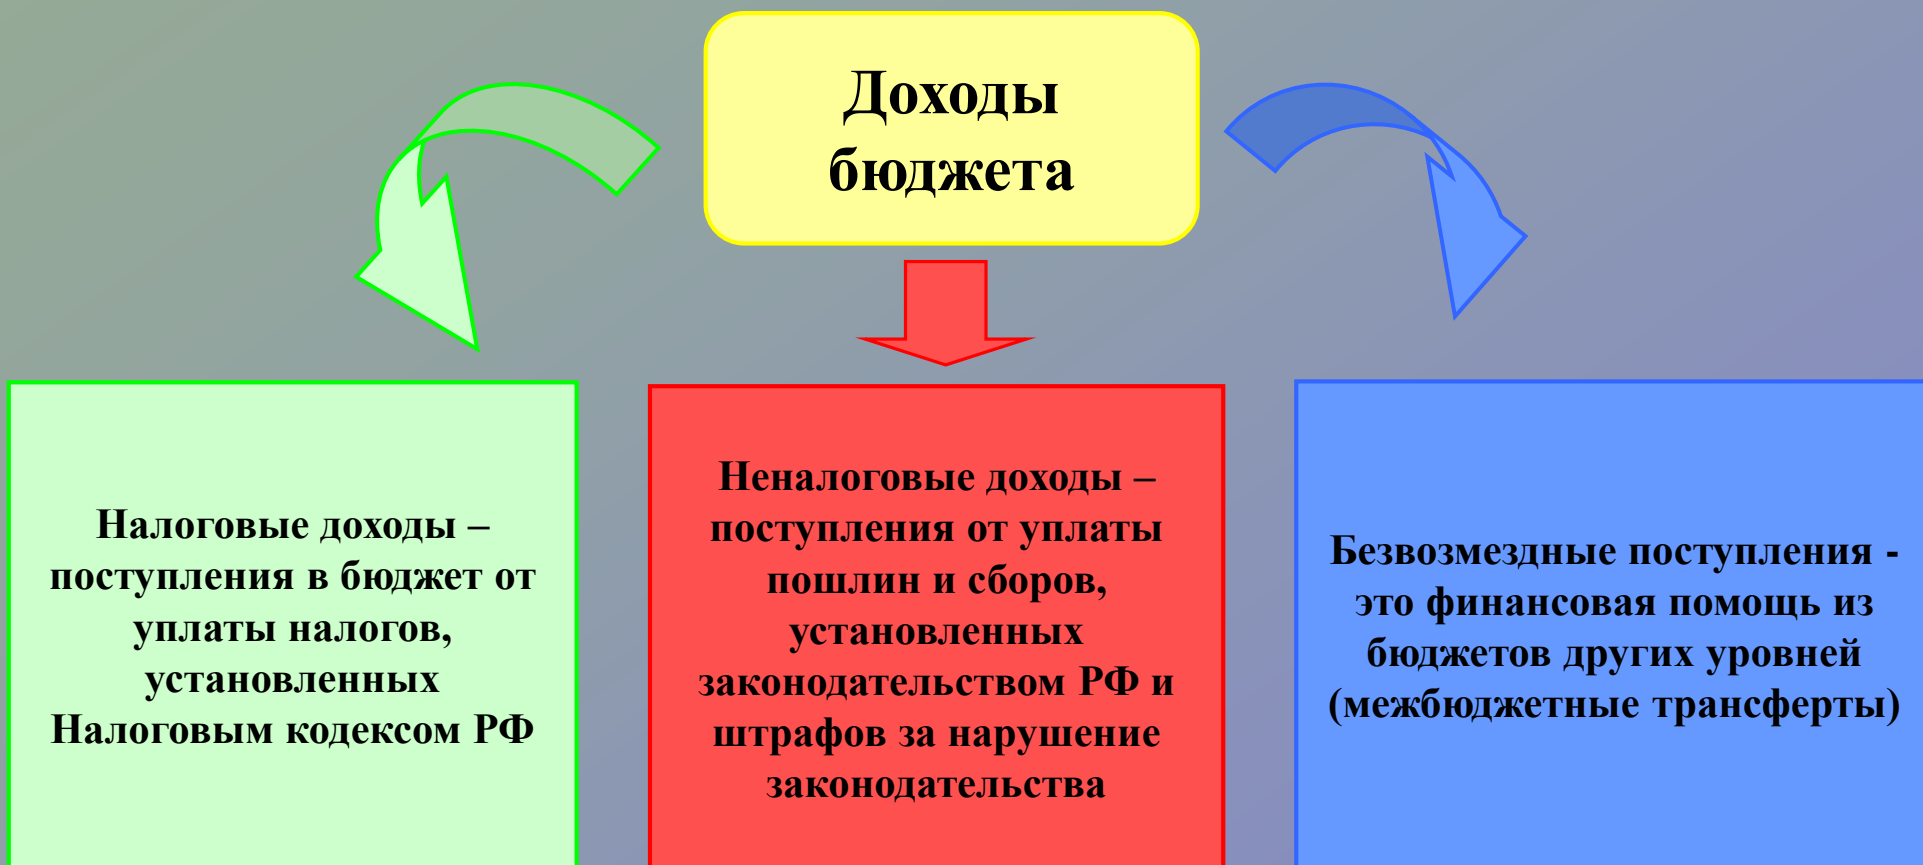 Доходы
бюджета
Налоговые доходы –
поступления в бюджет от
уплаты налогов,
установленных
Налоговым кодексом РФ
Неналоговые доходы –
поступления от уплаты
пошлин и сборов,
установленных
законодательством РФ и
штрафов за нарушение
законодательства
Безвозмездные поступления -
это финансовая помощь из
бюджетов других уровней
(межбюджетные трансферты)